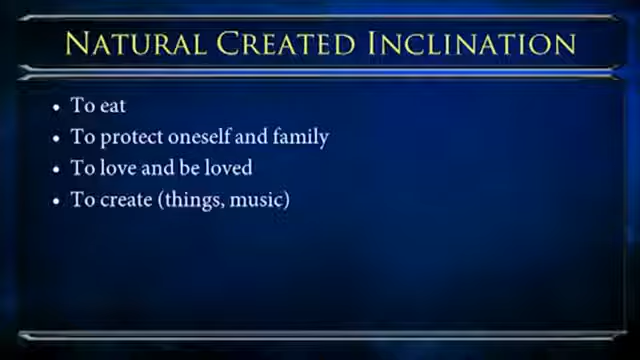 Natural Created Inclination
• To eat
• To protect oneself and family
• To love and be loved
• To create (things, music)